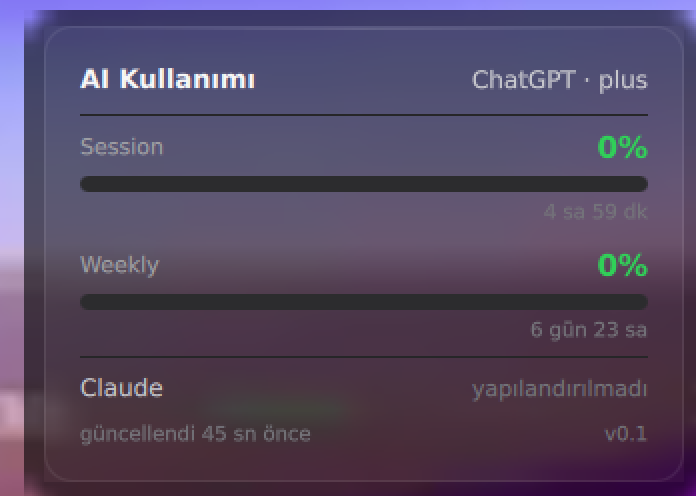 AI Kullanımı ChatGPT · plus
Session 0%
4 sa 59 dk
Weekly 0%
6 gün 23 sa
Claude yapılandırılmadı
güncellendi 45 sn önce v0.1